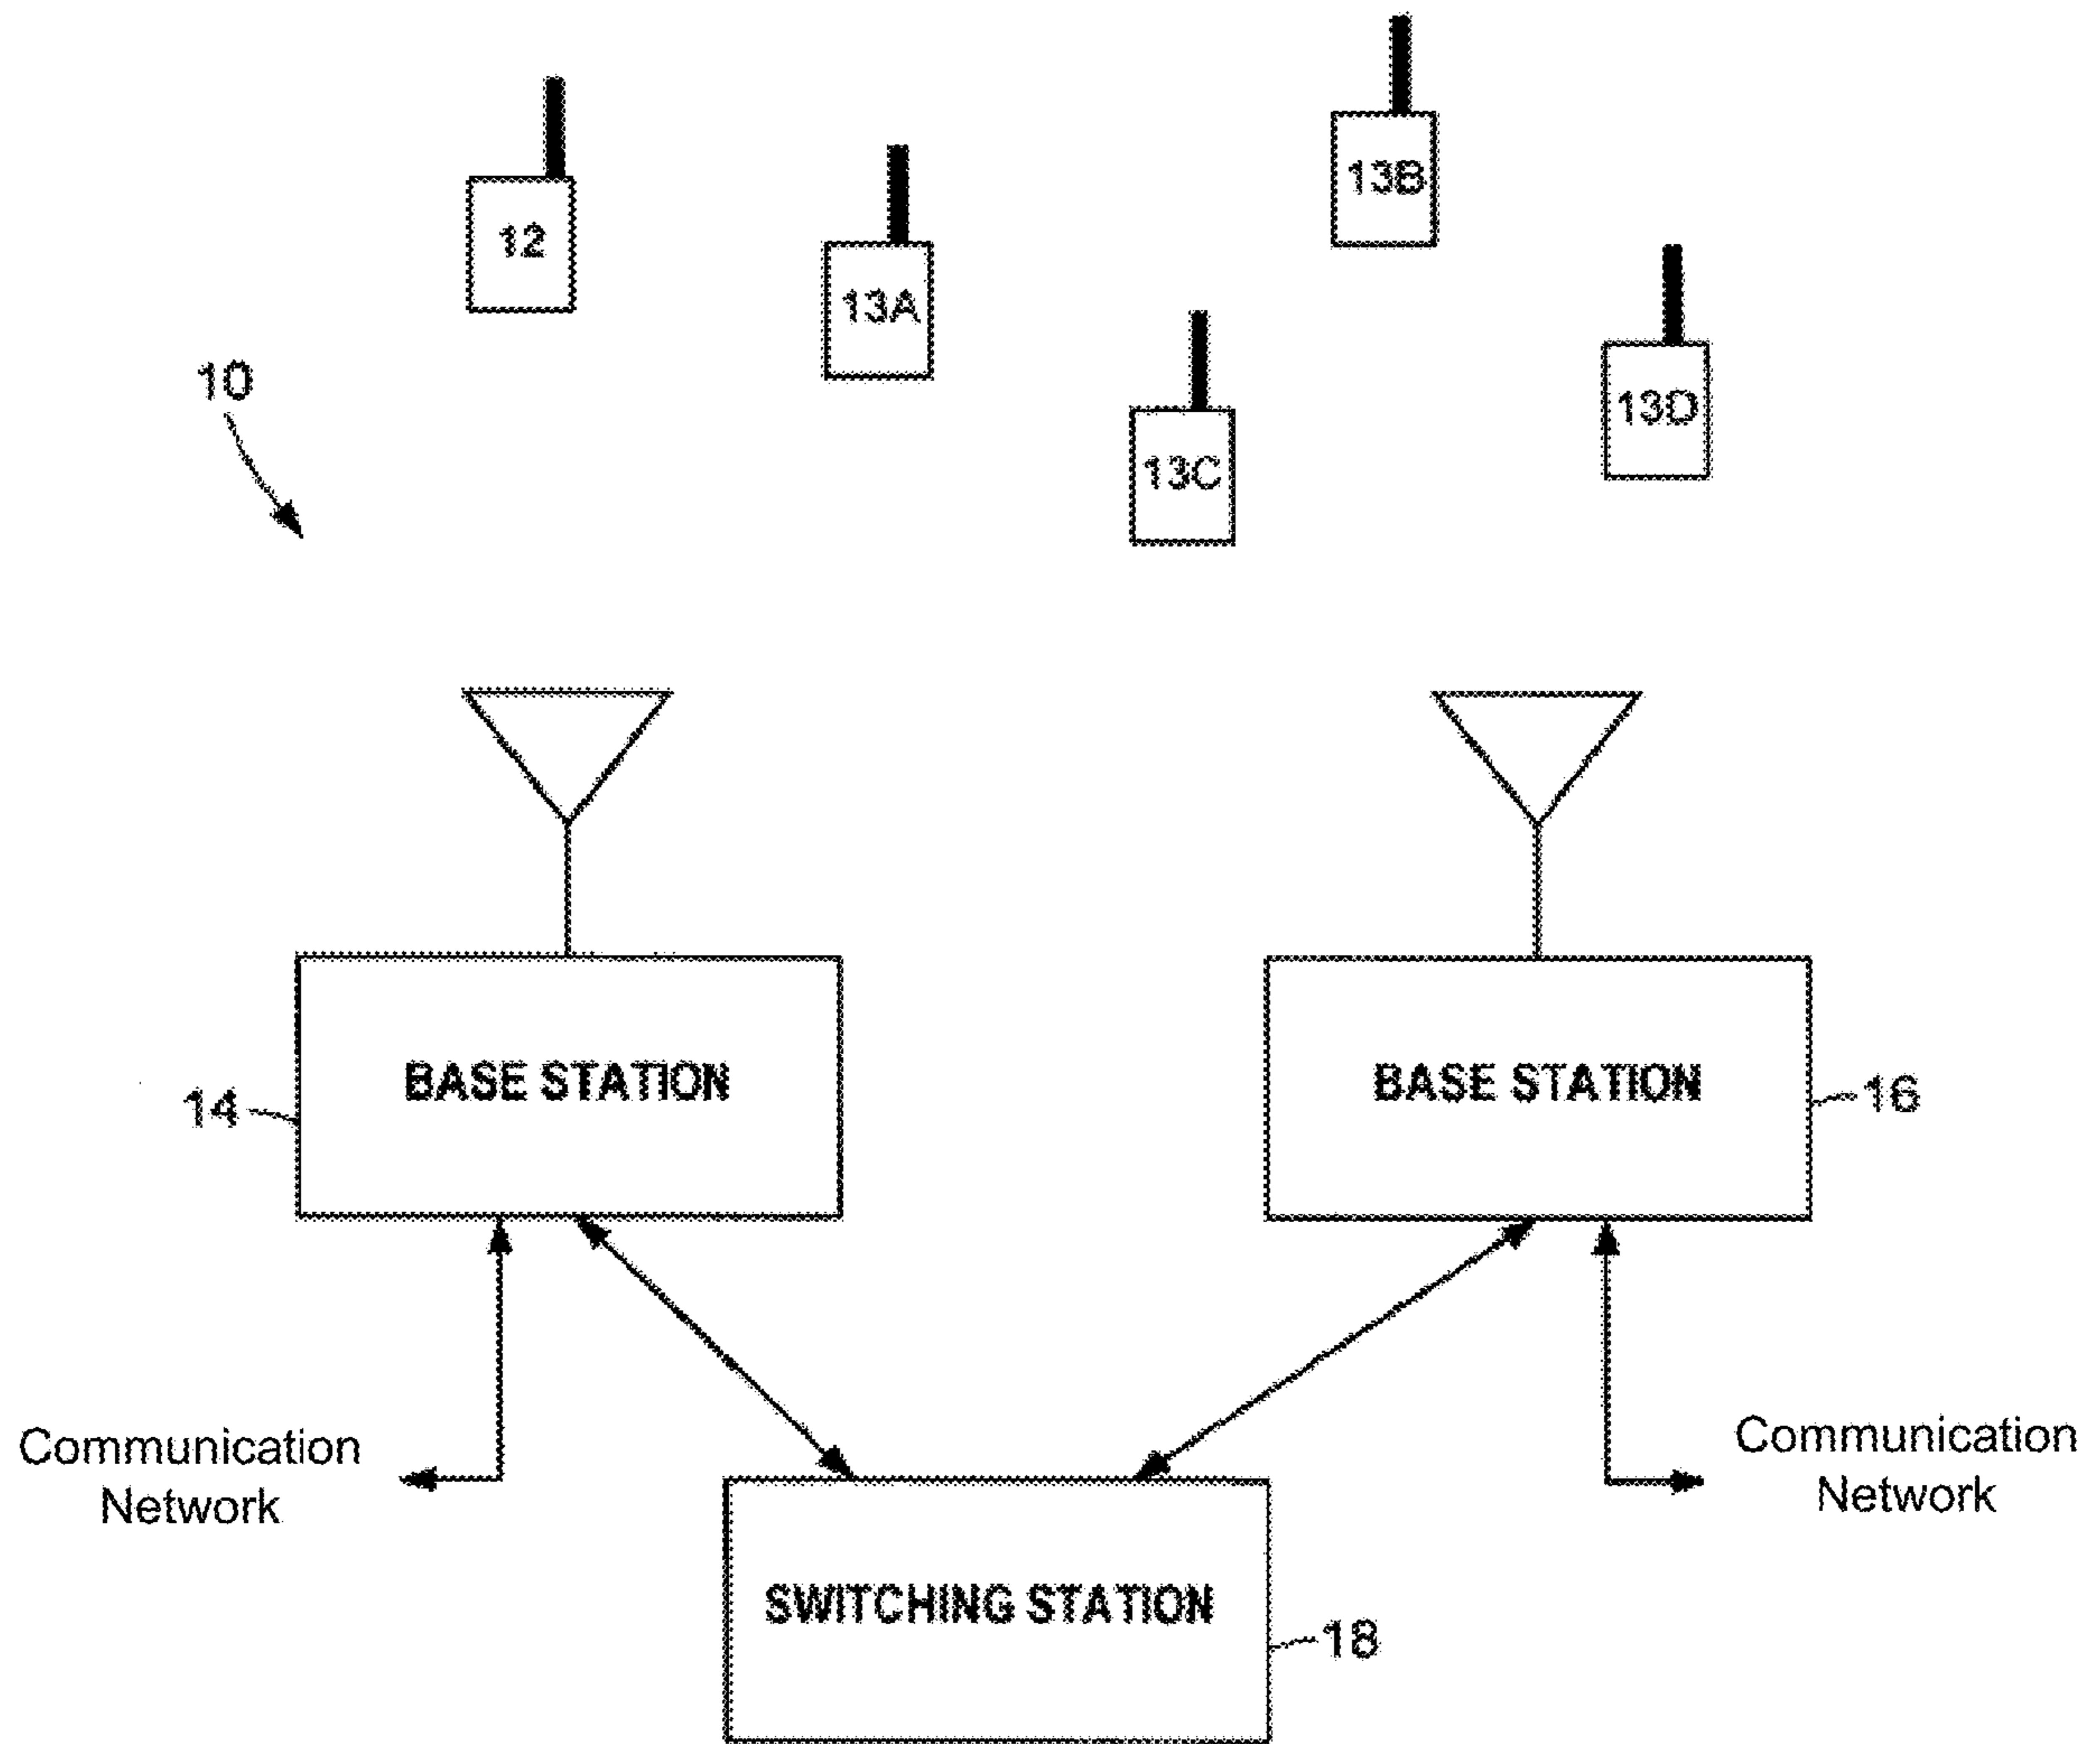 13B
12
13A
10
13D
13C
BASE STATION
14
BASE STATION
16
Communication
Network
Communication
Network
SWITCHING STATION
18